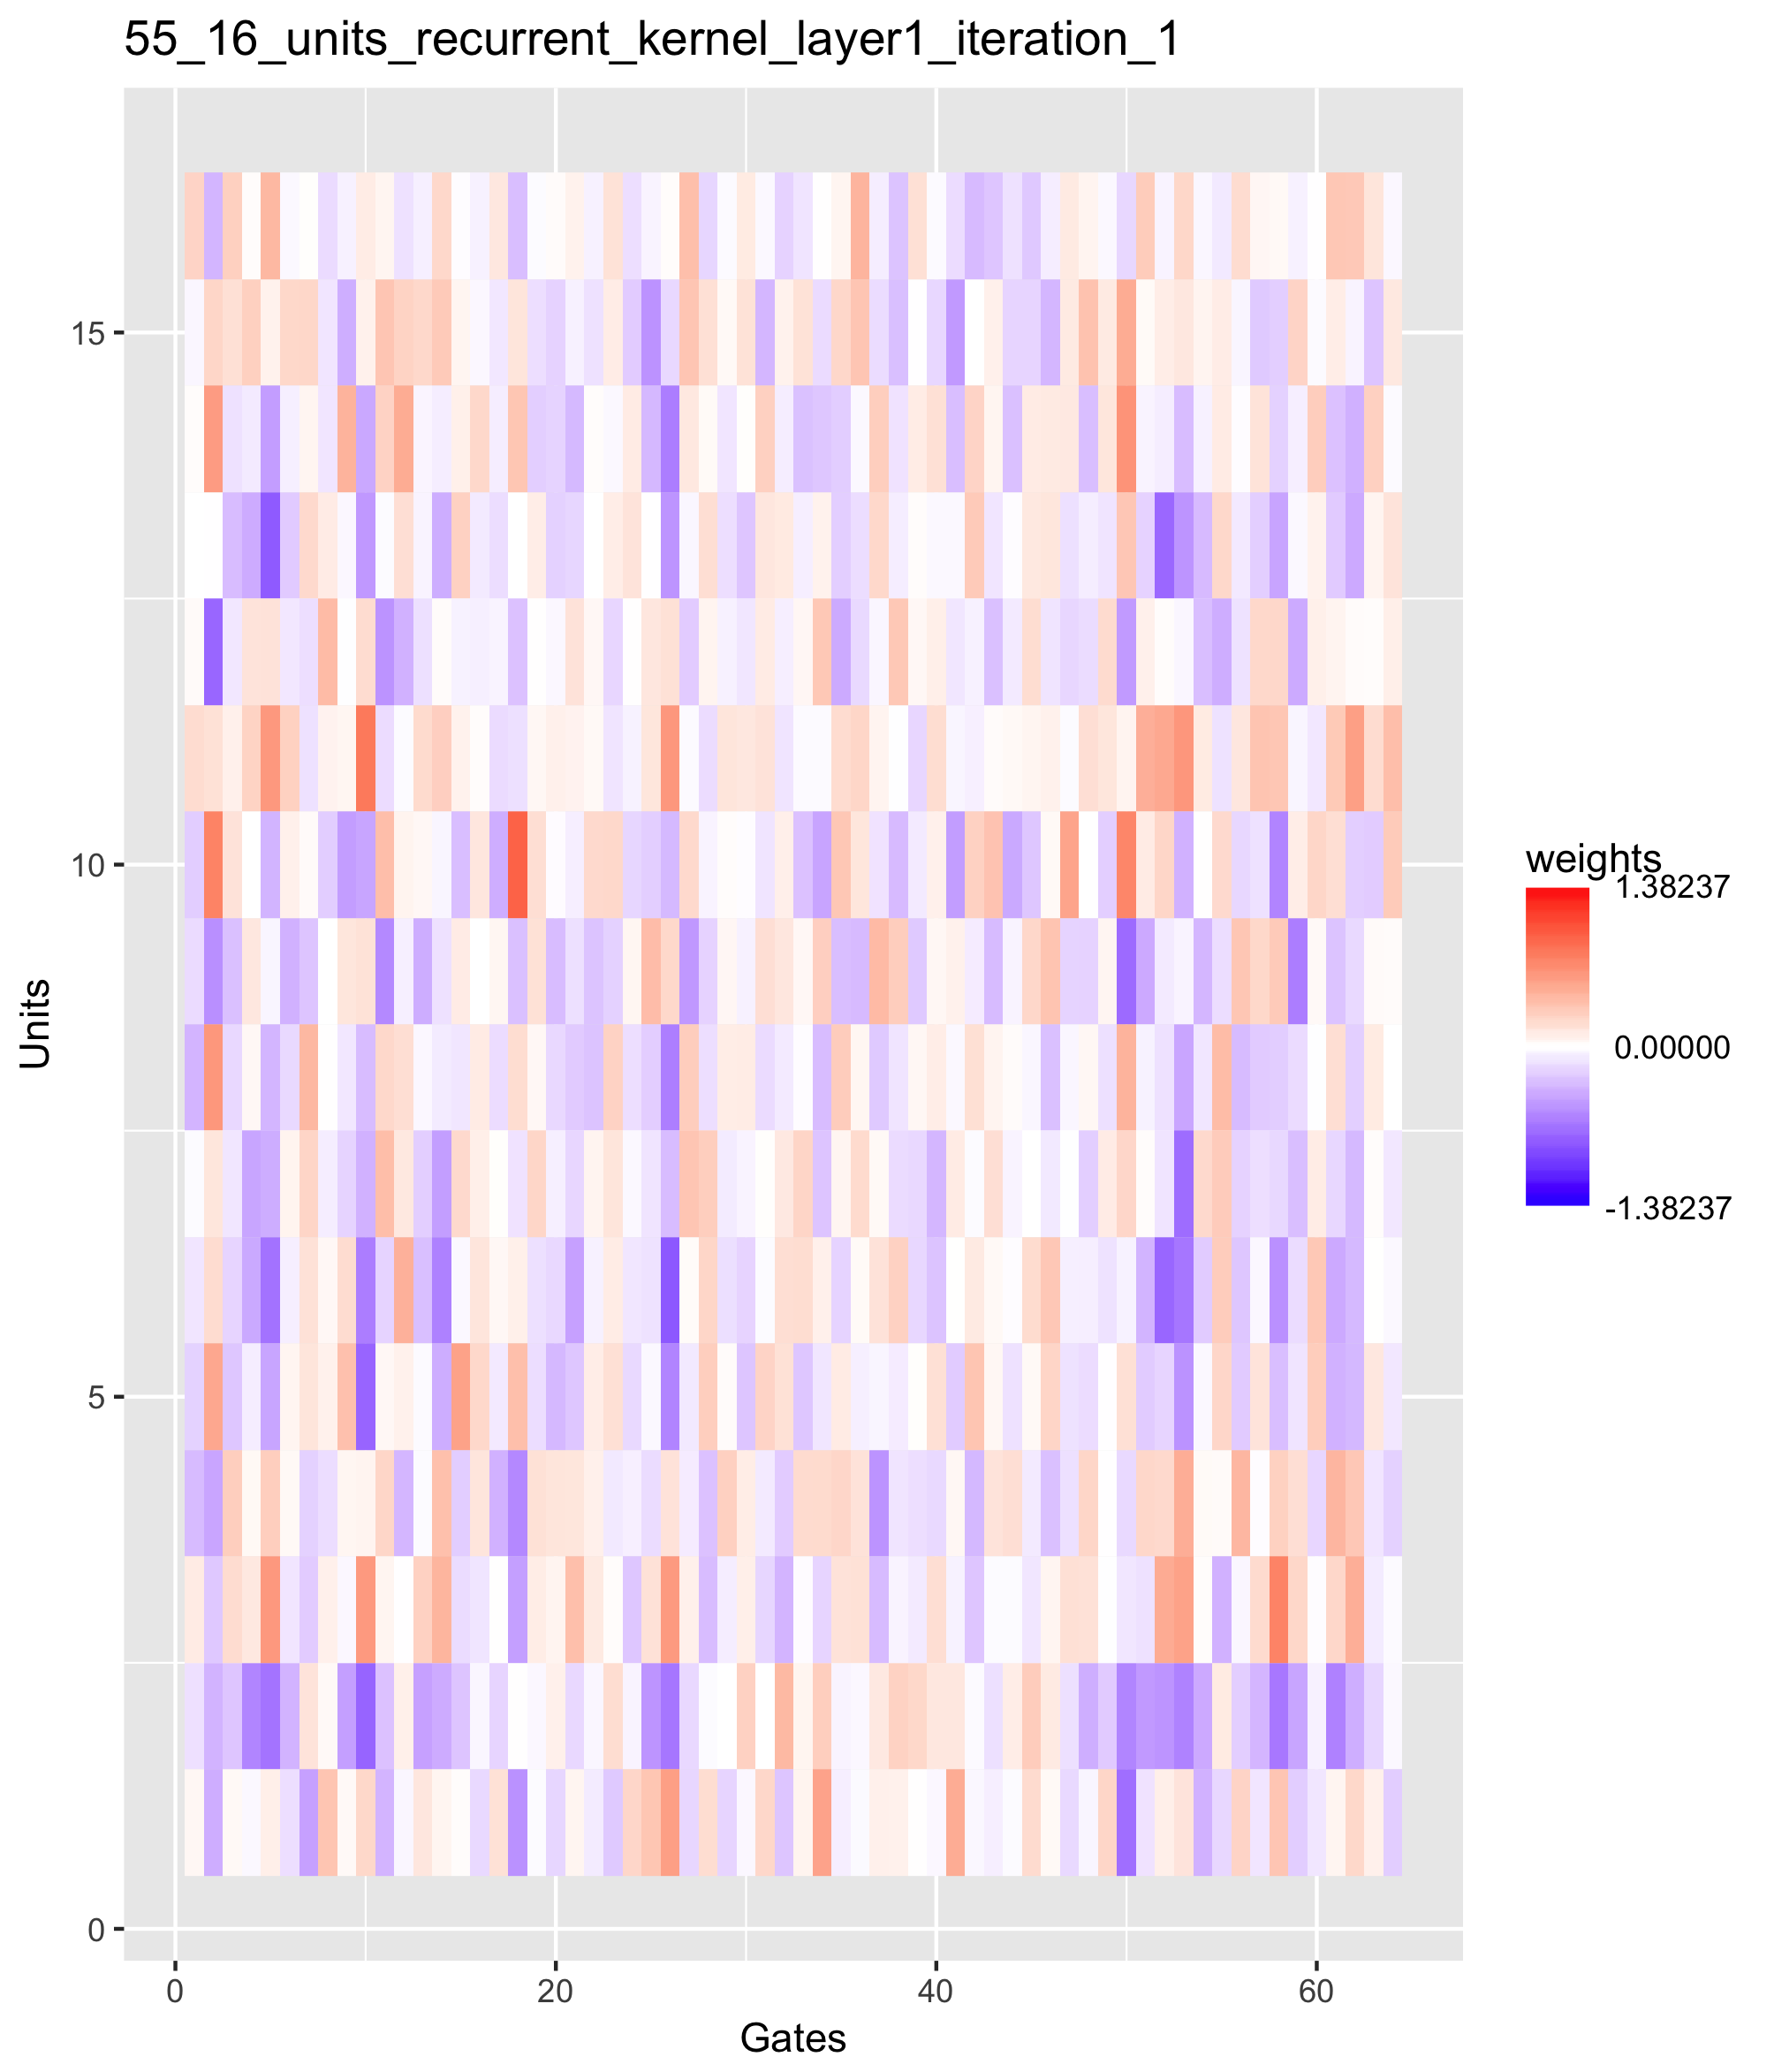 55_16_units_recurrent_kernel_layer1_iteration_1
15
10
5
0
Units
0
20
40
60
Gates
weights
1.38237
0.00000
-1.38237